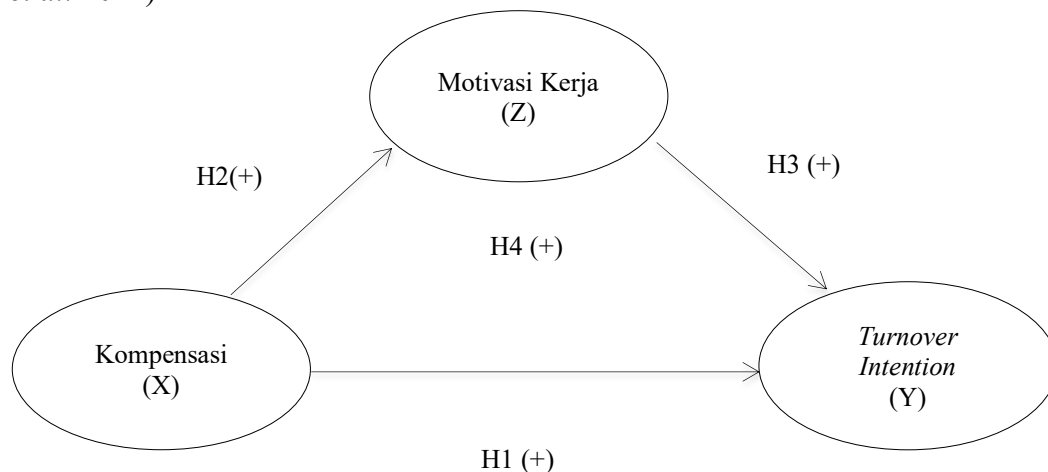 Motivasi Kerja
(Z)
H2(+)
H3 (+)
H4 (+)
Kompensasi
(X)
Turnover
Intention
(Y)
H1 (+)